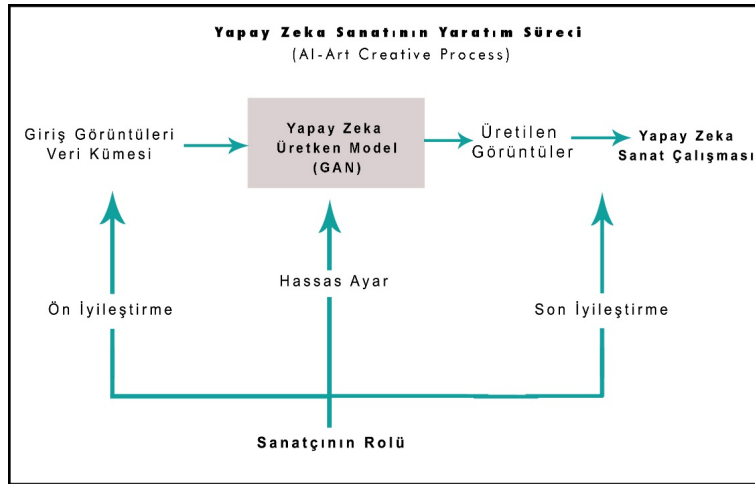 Yapay Zeka Sanatının Yaratım Süreci
(AI-Art Creative Process)
Giriş Görüntüleri
Veri Kümesi
Yapay Zeka
Üretken Model
(GAN)
Üretilen
Görüntüler
Yapay Zeka
Sanat Çalışması
Ön İyileştirme
Hassas Ayar
Son İyileştirme
Sanatçının Rolü